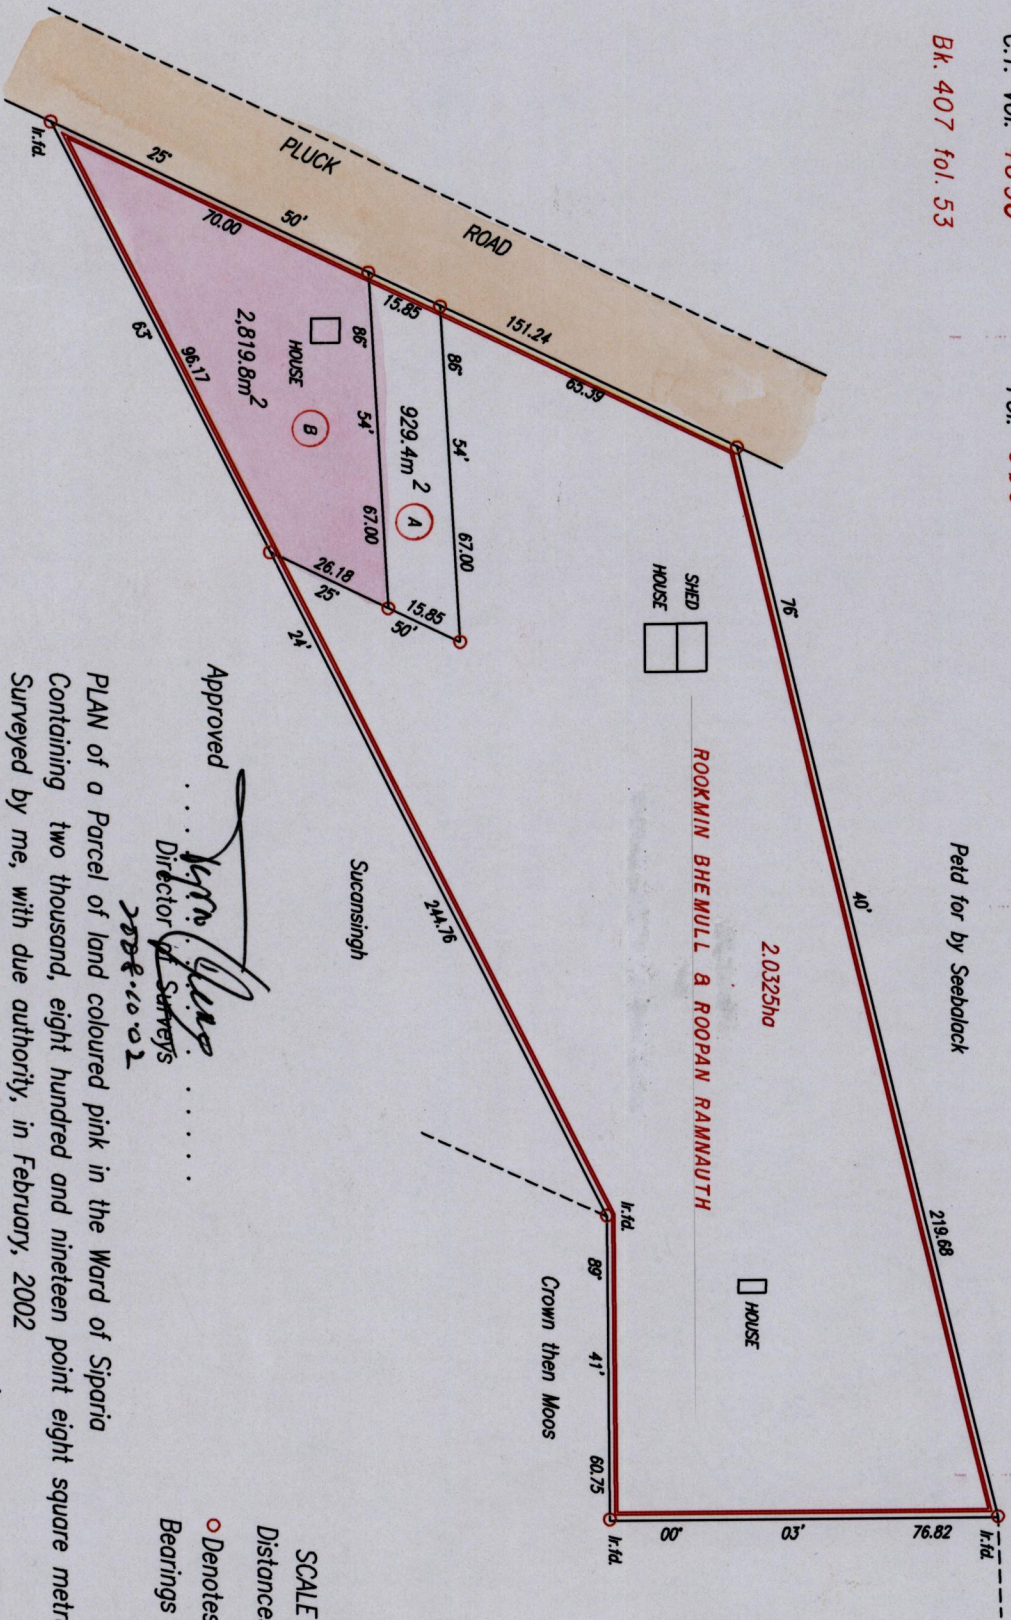 Bk. 407 fol. 53
Petd for by Seebalack
PLUCK ROAD
25°
50'
70.00
15.85
151.24
65.39
76°
40'
219.68
Ir.fd.
HOUSE
2,819.8m²
B
86°
54'
67.00
929.4m²
A
86°
54'
67.00
63°
96.17
26.18
25°
15.85
50'
24'
SHED
HOUSE
ROOKMIN BHEMULL & ROOPAN RAMNAUTH
2.0325ha
HOUSE
244.76
Sucansingh
Ir.fd.
89°
41'
60.75
Crown then Moos
Ir.fd.
00°
03'
76.82
Ir.fd.
Approved
Director of Surveys
2008.10.02
PLAN of a Parcel of land coloured pink in the Ward of Siparia
Containing two thousand, eight hundred and nineteen point eight square metr
Surveyed by me, with due authority, in February, 2002
SCALE
Distance
Denotes
Bearings